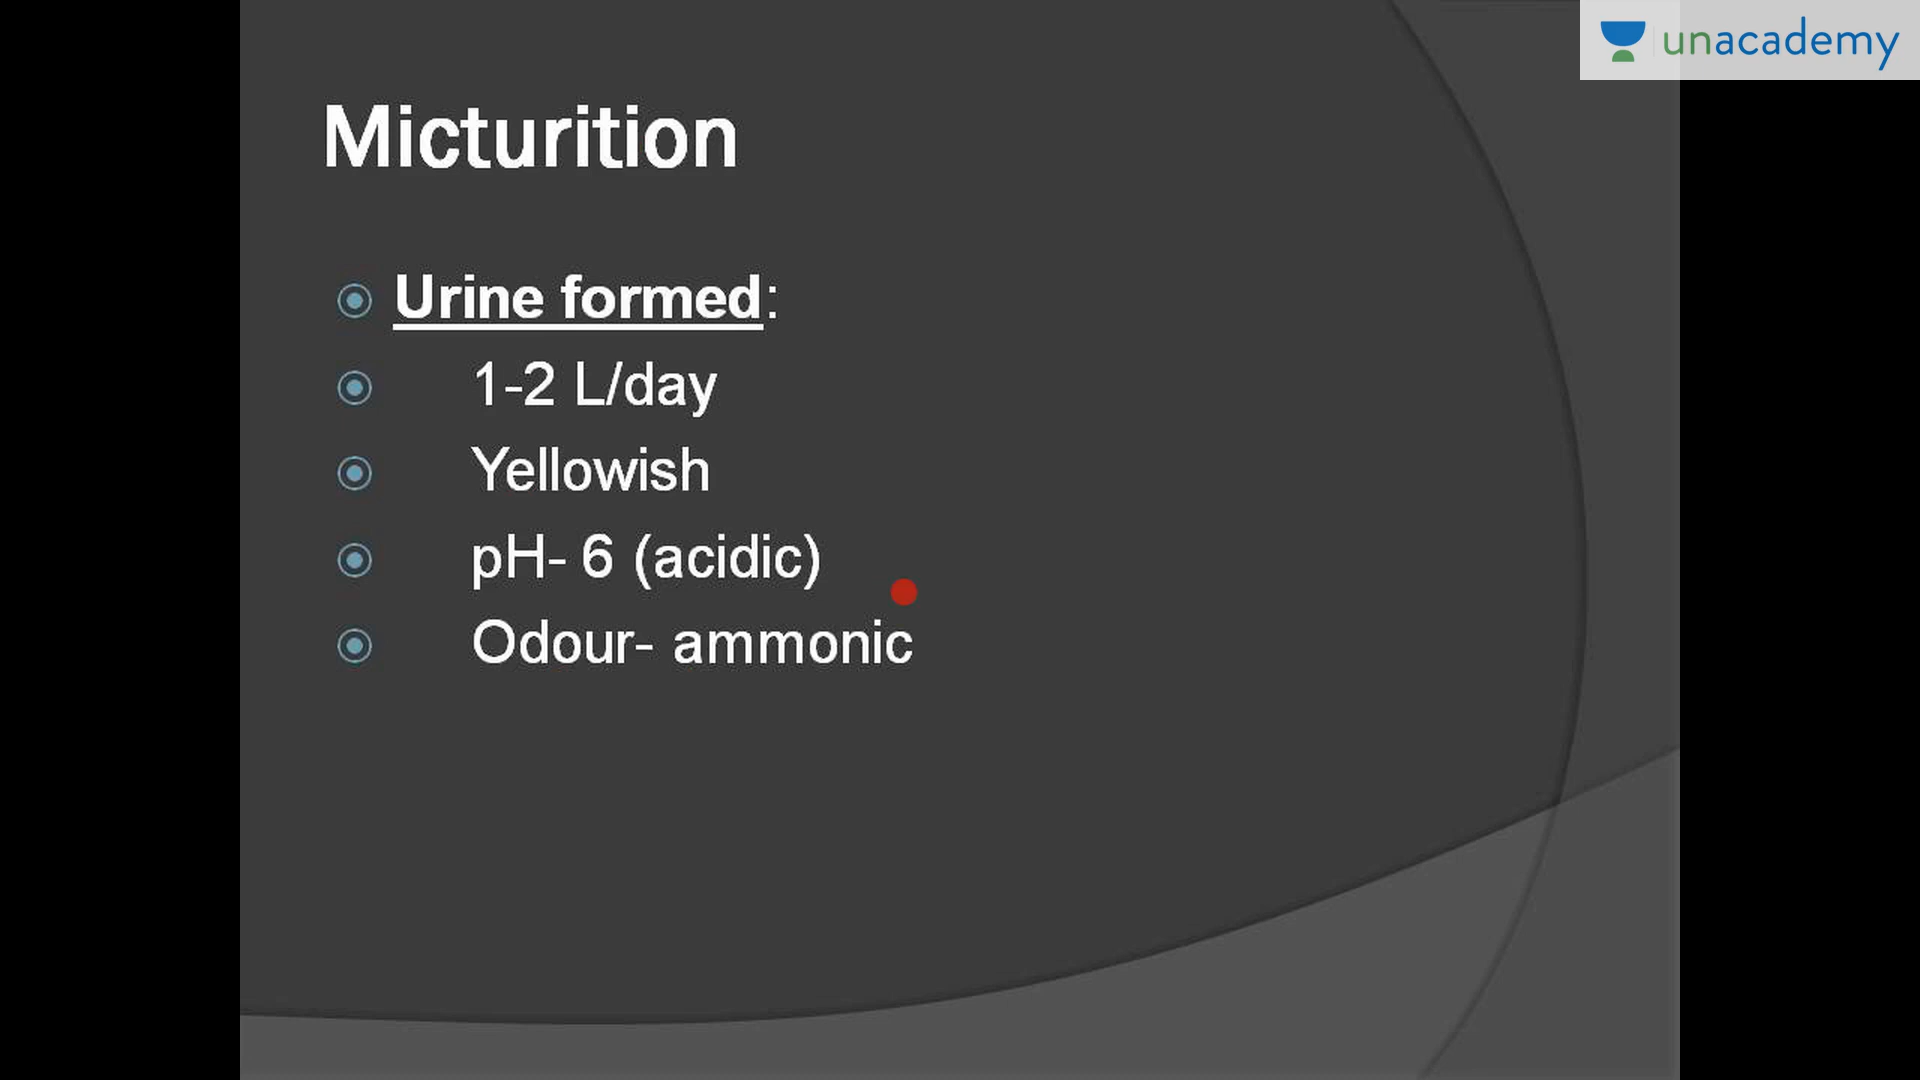 unacademy
Micturition
Urine formed:
1-2 L/day
Yellowish
pH- 6 (acidic)
Odour- ammonic